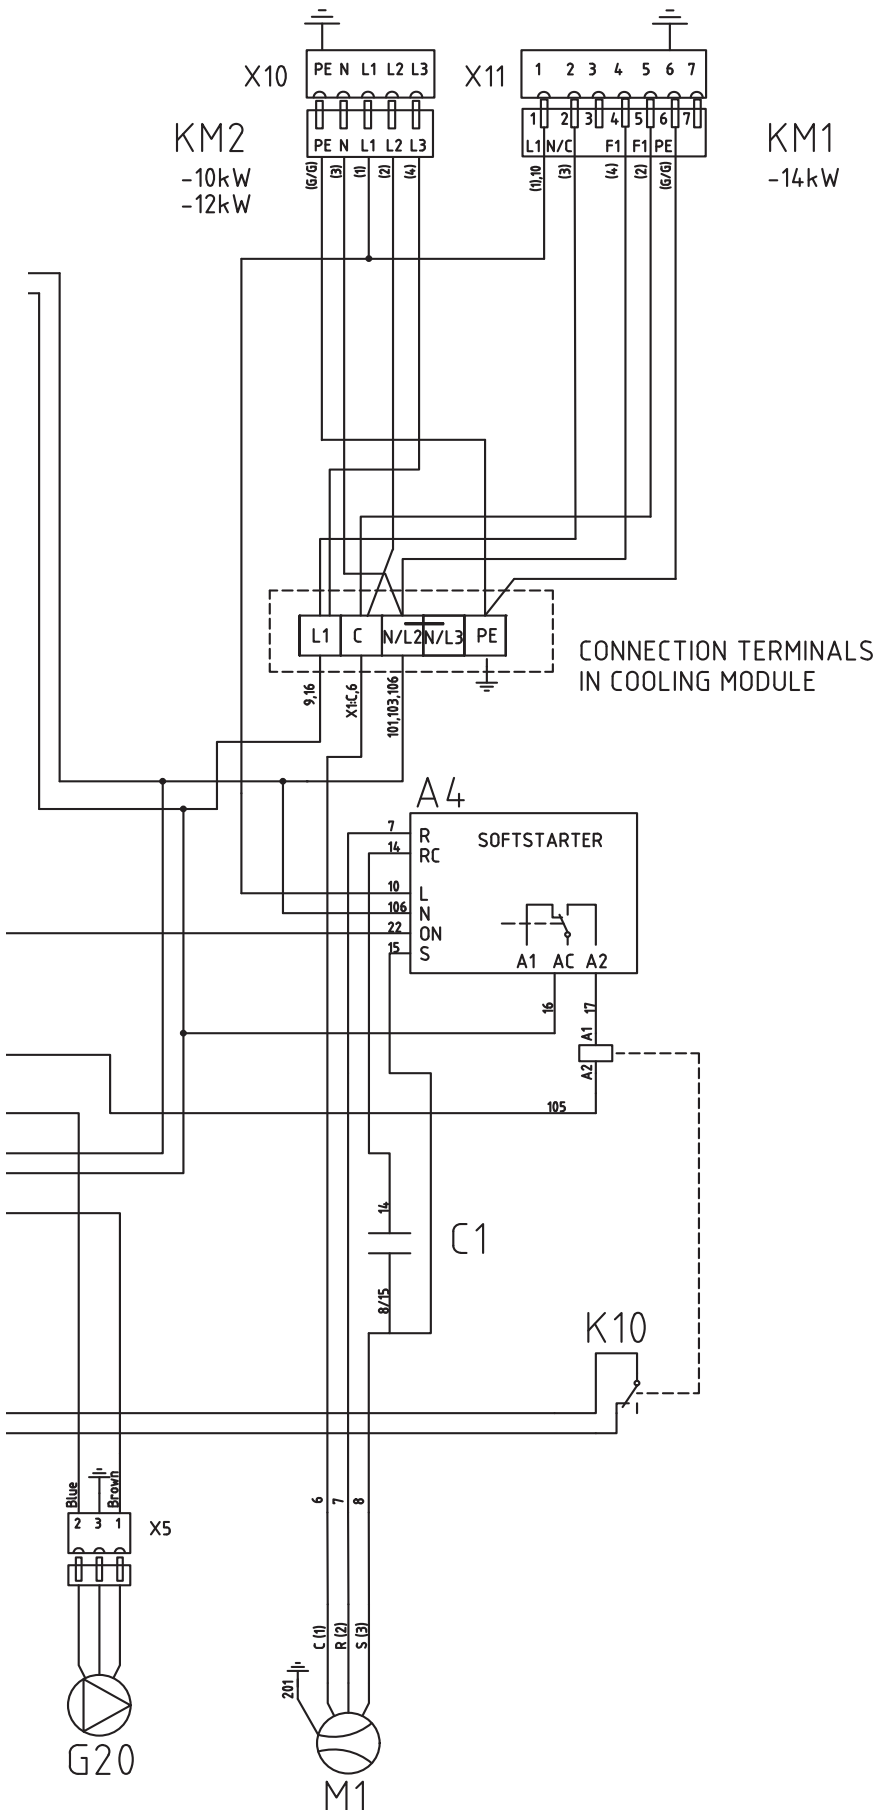 X10
PE N L1 L2 L3
X11
1 2 3 4 5 6 7
KM2
-10kW
-12kW
PE N L1 L2 L3
(G/G) (3) (1) (2) (4)
1 2 3 4 5 6 7
L1 N/C F1 F1 PE
(1),10 (3) (4) (2) (G/G)
KM1
-14kW
L1 C N/L2 N/L3 PE
CONNECTION TERMINALS
IN COOLING MODULE
9,16 X1:C,6 101,103,106
A4
SOFTSTARTER
7 R
14 RC
10 L
106 N
22 ON
15 S
A1 AC A2
16 17
A1
A2
105
14
C1
8/15
K10
6 7 8
Blue Brown
2 3 1
X5
C (1) R (2) S (3)
201
G20
M1